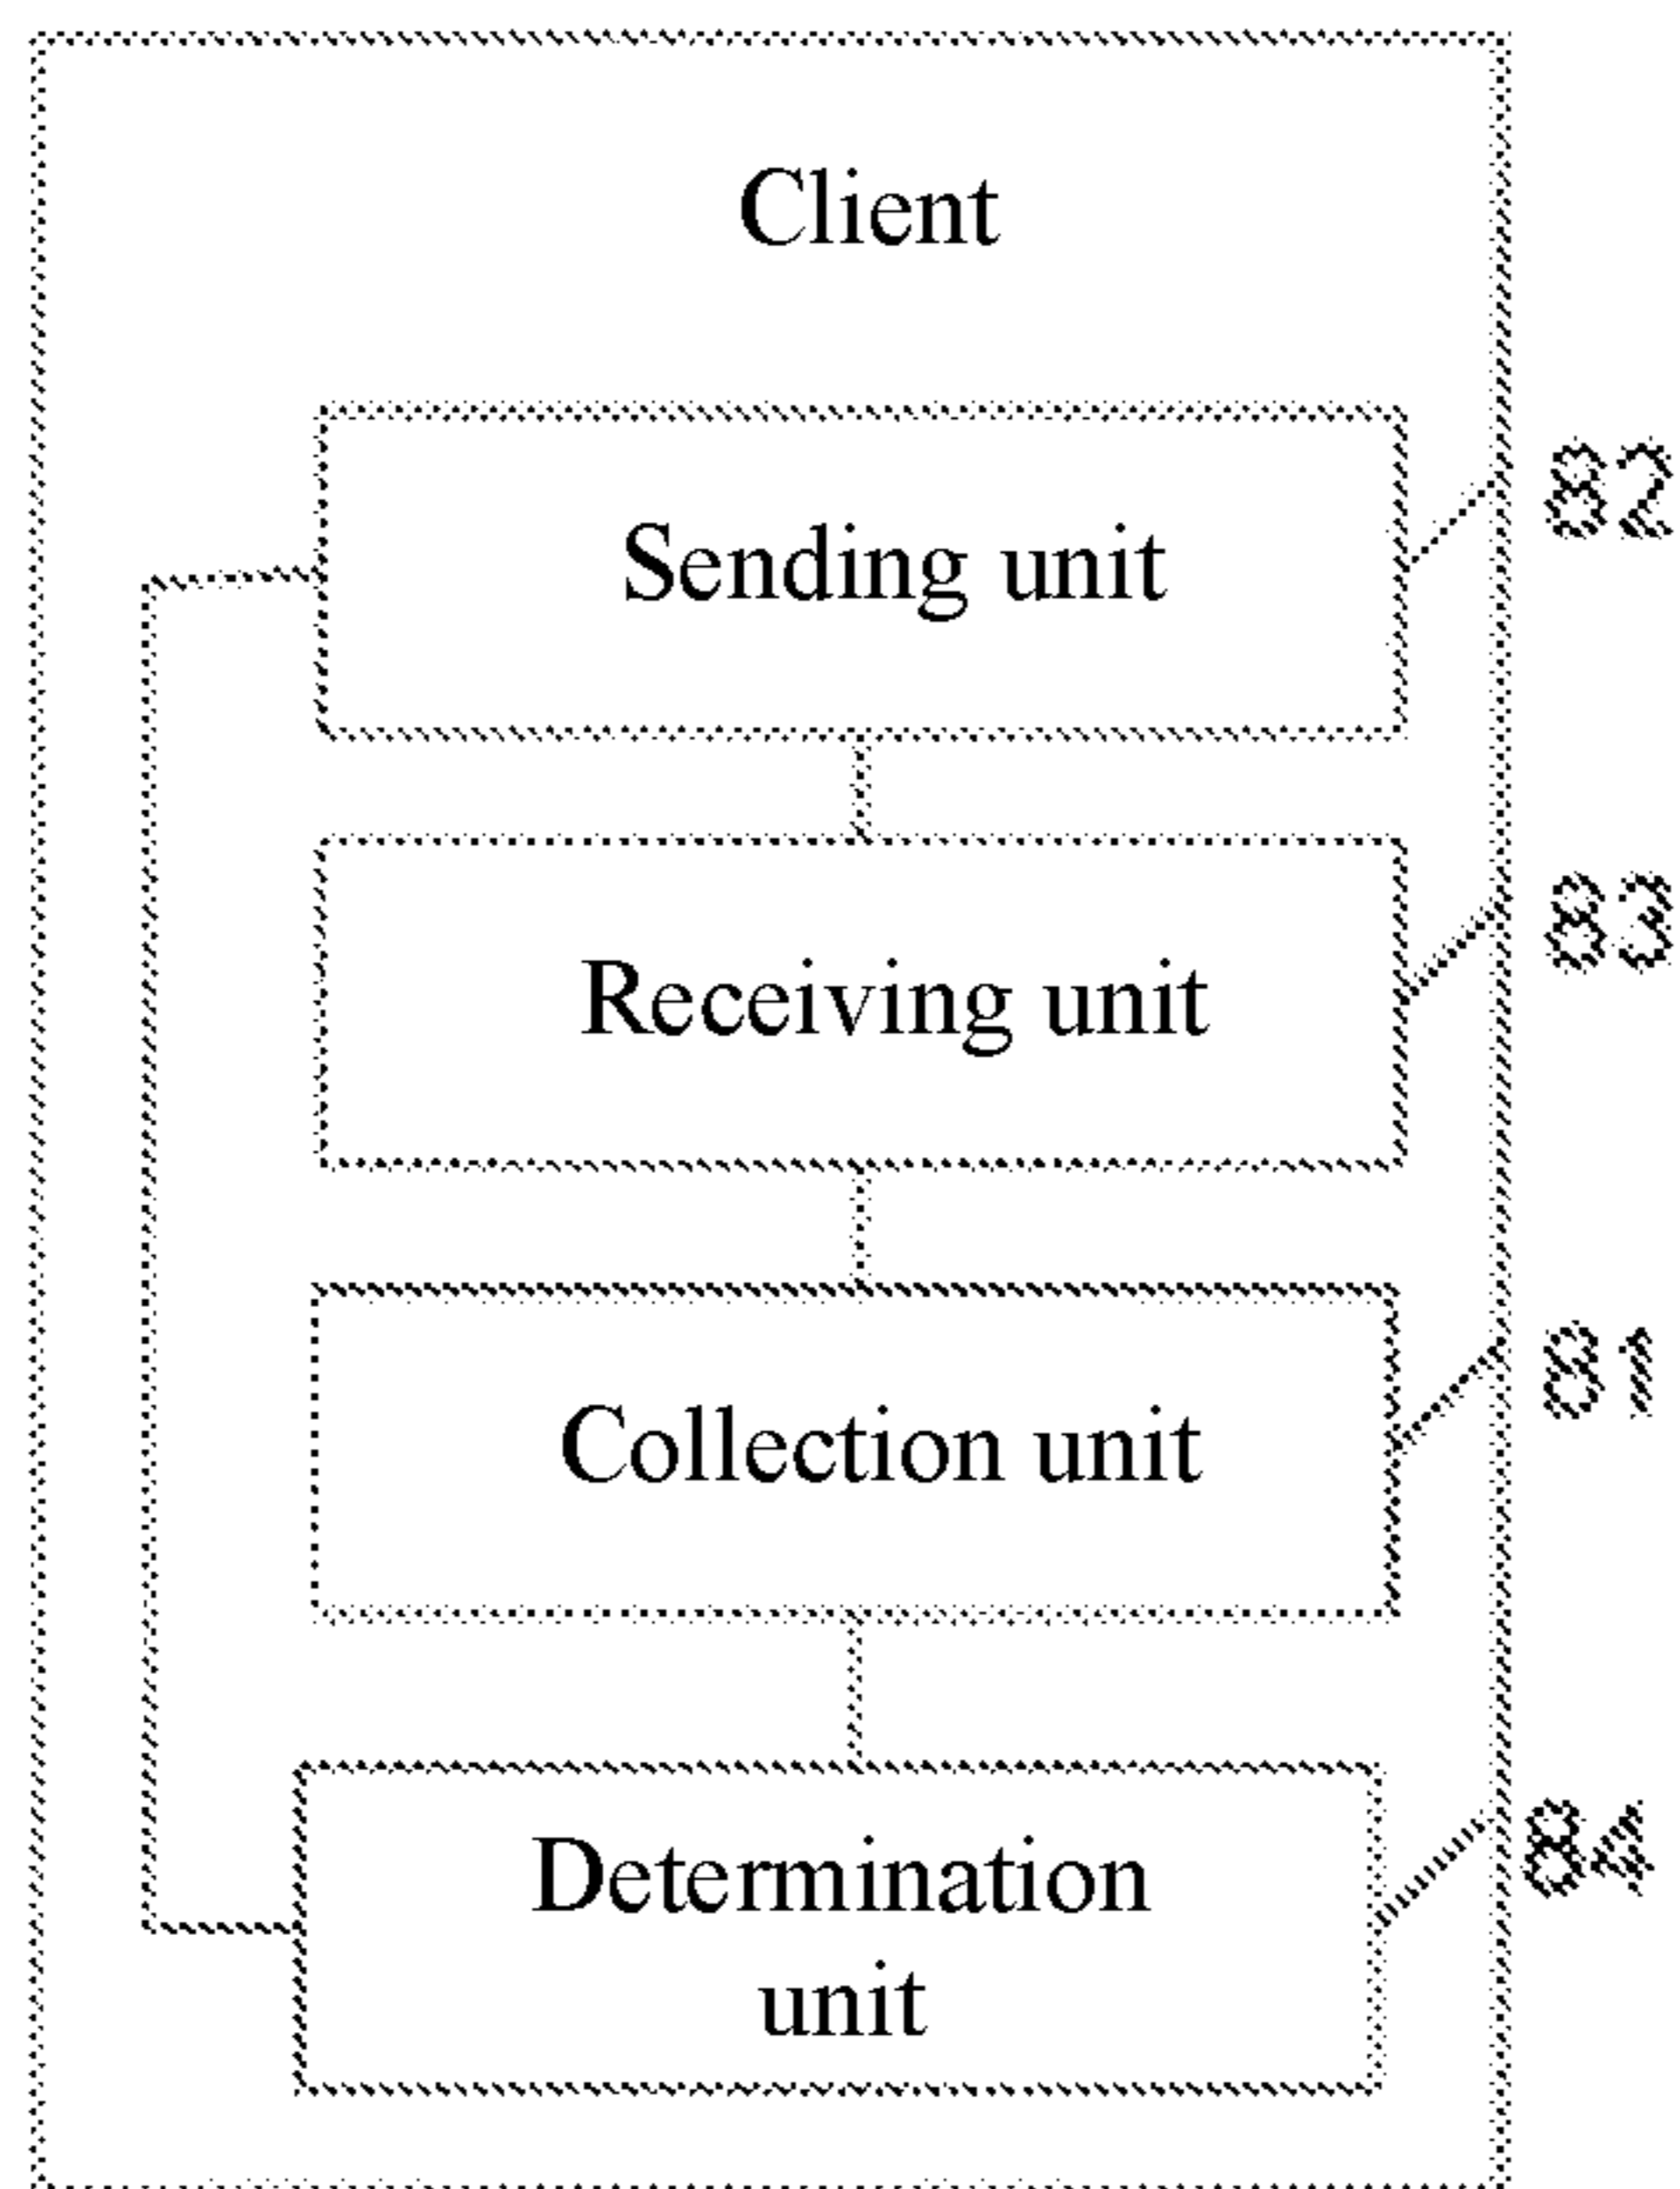 Client
Sending unit
82
Receiving unit
83
Collection unit
81
Determination
unit
84